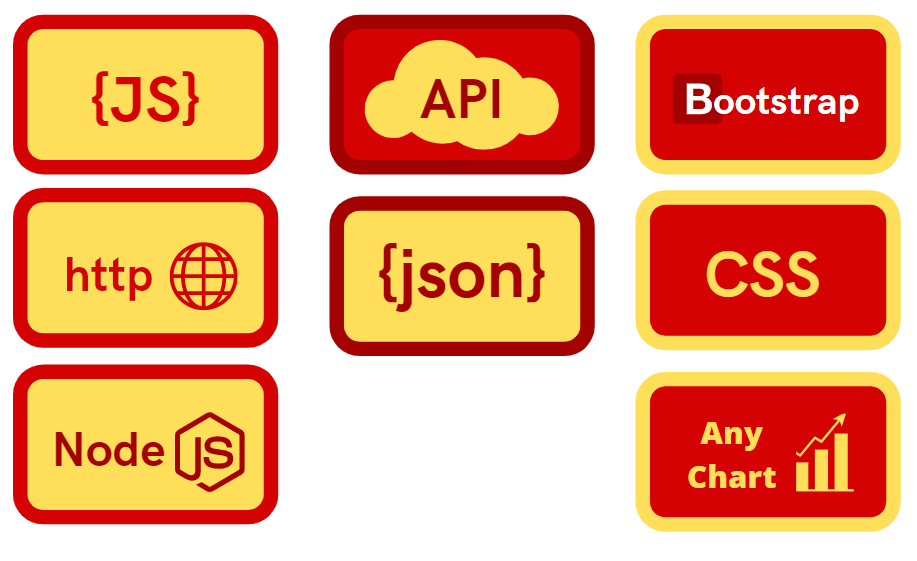 {JS}
API
Bootstrap
http
{json}
CSS
Node JS
Any
Chart